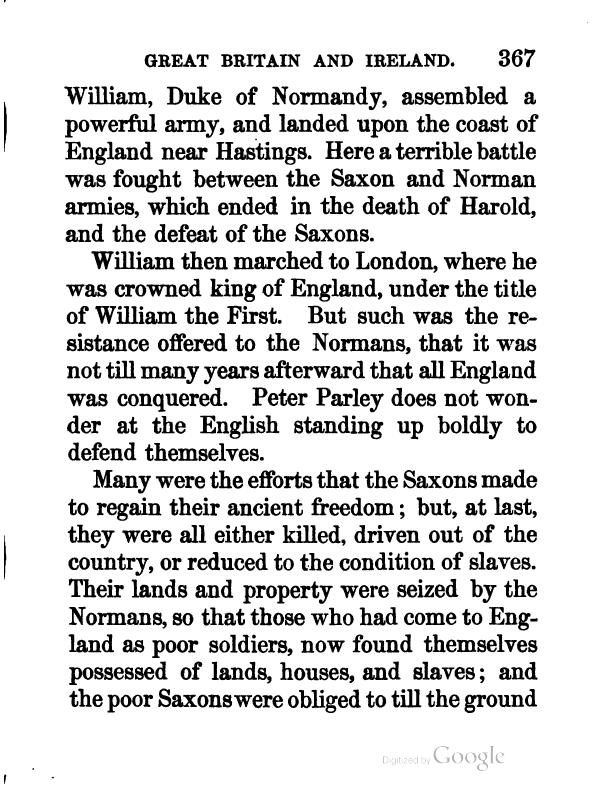 GREAT BRITAIN AND IRELAND. 367
William, Duke of Normandy, assembled a
powerful army, and landed upon the coast of
England near Hastings. Here a terrible battle
was fought between the Saxon and Norman
armies, which ended in the death of Harold,
and the defeat of the Saxons.
William then marched to London, where he
was crowned king of England, under the title
of William the First. But such was the re-
sistance offered to the Normans, that it was
not till many years afterward that all England
was conquered. Peter Parley does not won-
der at the English standing up boldly to
defend themselves.
Many were the efforts that the Saxons made
to regain their ancient freedom; but, at last,
they were all either killed, driven out of the
country, or reduced to the condition of slaves.
Their lands and property were seized by the
Normans, so that those who had come to Eng-
land as poor soldiers, now found themselves
possessed of lands, houses, and slaves; and
the poor Saxons were obliged to till the ground
Digitized by Google